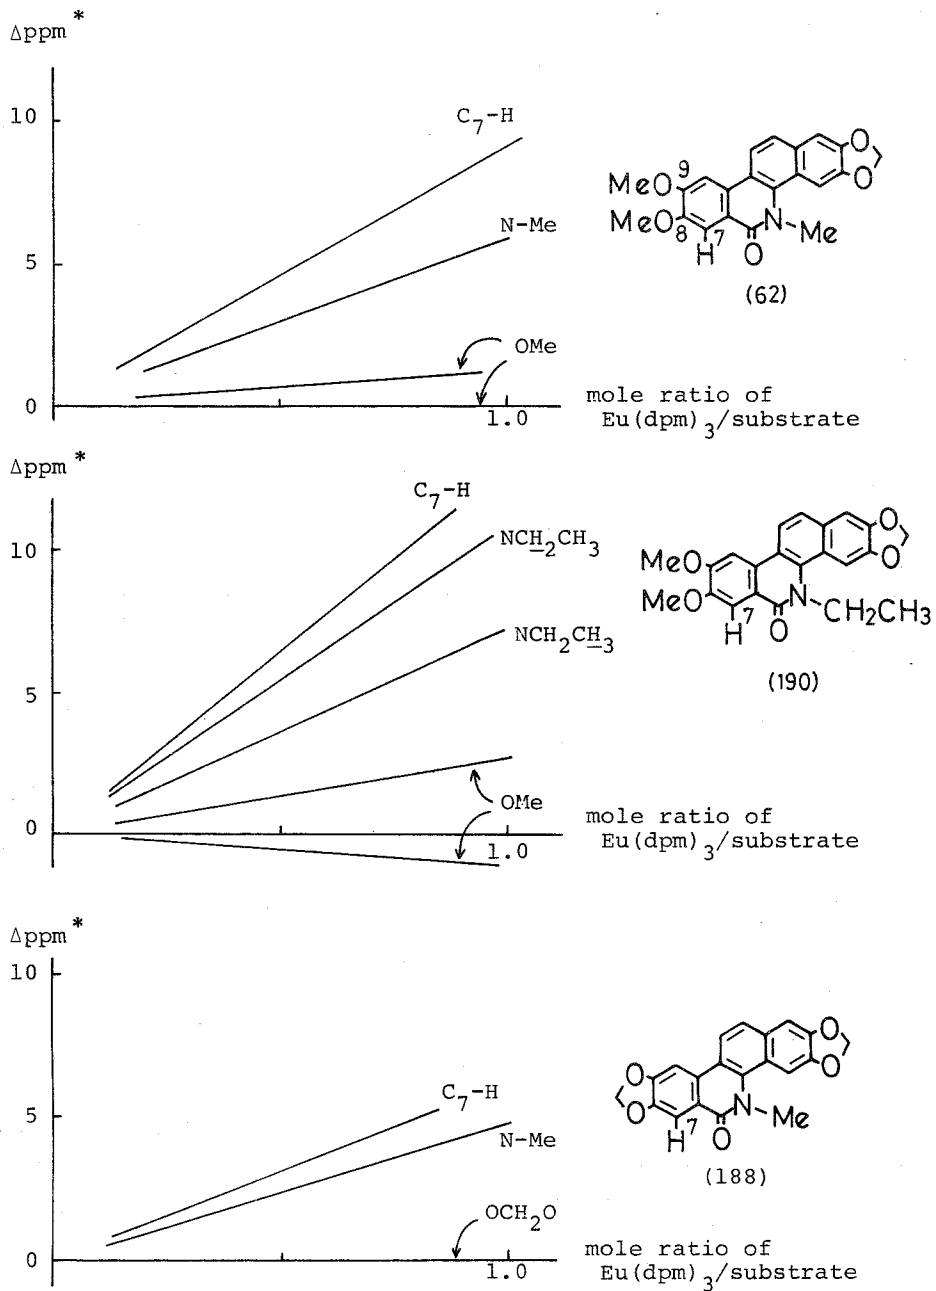 Δppm*
10
5
0
C7-H
N-Me
OMe
1.0
mole ratio of
Eu(dpm)3/substrate
MeO 9
MeO 8
H 7
O
N-Me
O
O
(62)
Δppm*
10
5
0
C7-H
NCH2CH3
NCH2CH3
OMe
1.0
mole ratio of
Eu(dpm)3/substrate
MeO
MeO
H 7
O
N CH2CH3
O
O
(190)
Δppm*
10
5
0
C7-H
N-Me
OCH2O
1.0
mole ratio of
Eu(dpm)3/substrate
O
O
H 7
O
N Me
O
O
(188)